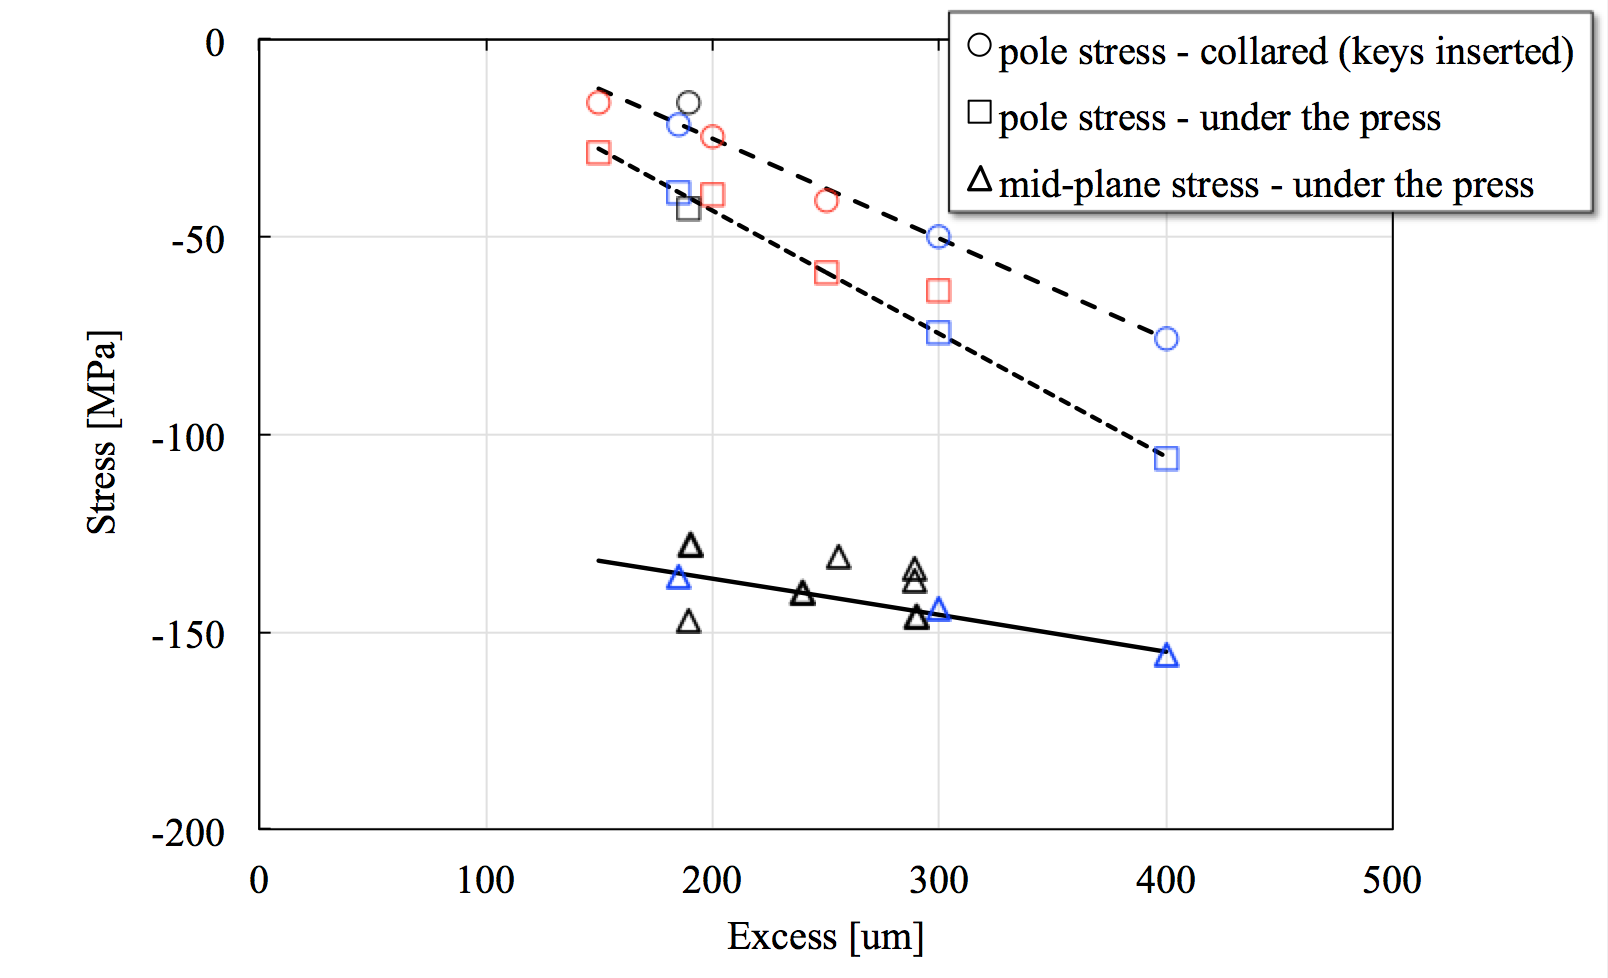 pole stress - collared (keys inserted)
pole stress - under the press
mid-plane stress - under the press
0
-50
-100
-150
-200
Stress [MPa]
0 100 200 300 400 500
Excess [um]